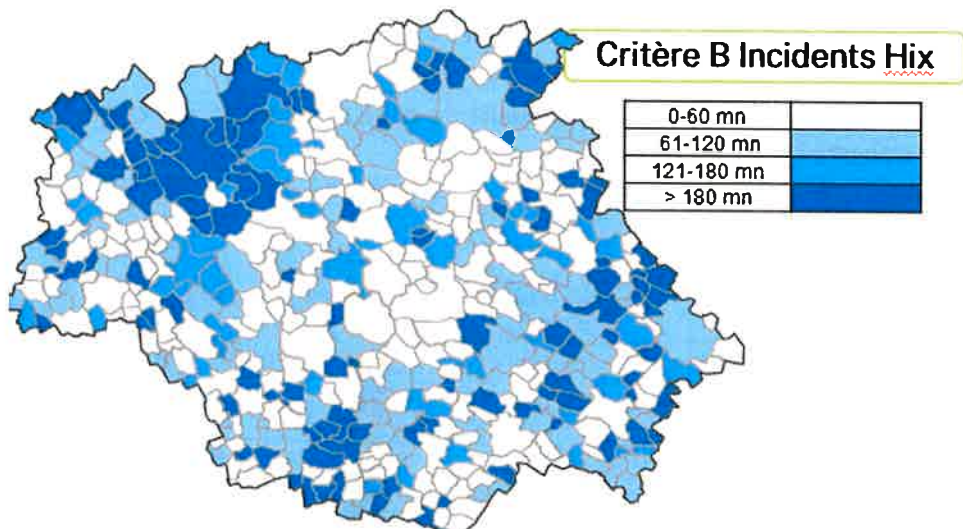 Critère B Incidents Hix
0-60 mn
61-120 mn
121-180 mn
> 180 mn